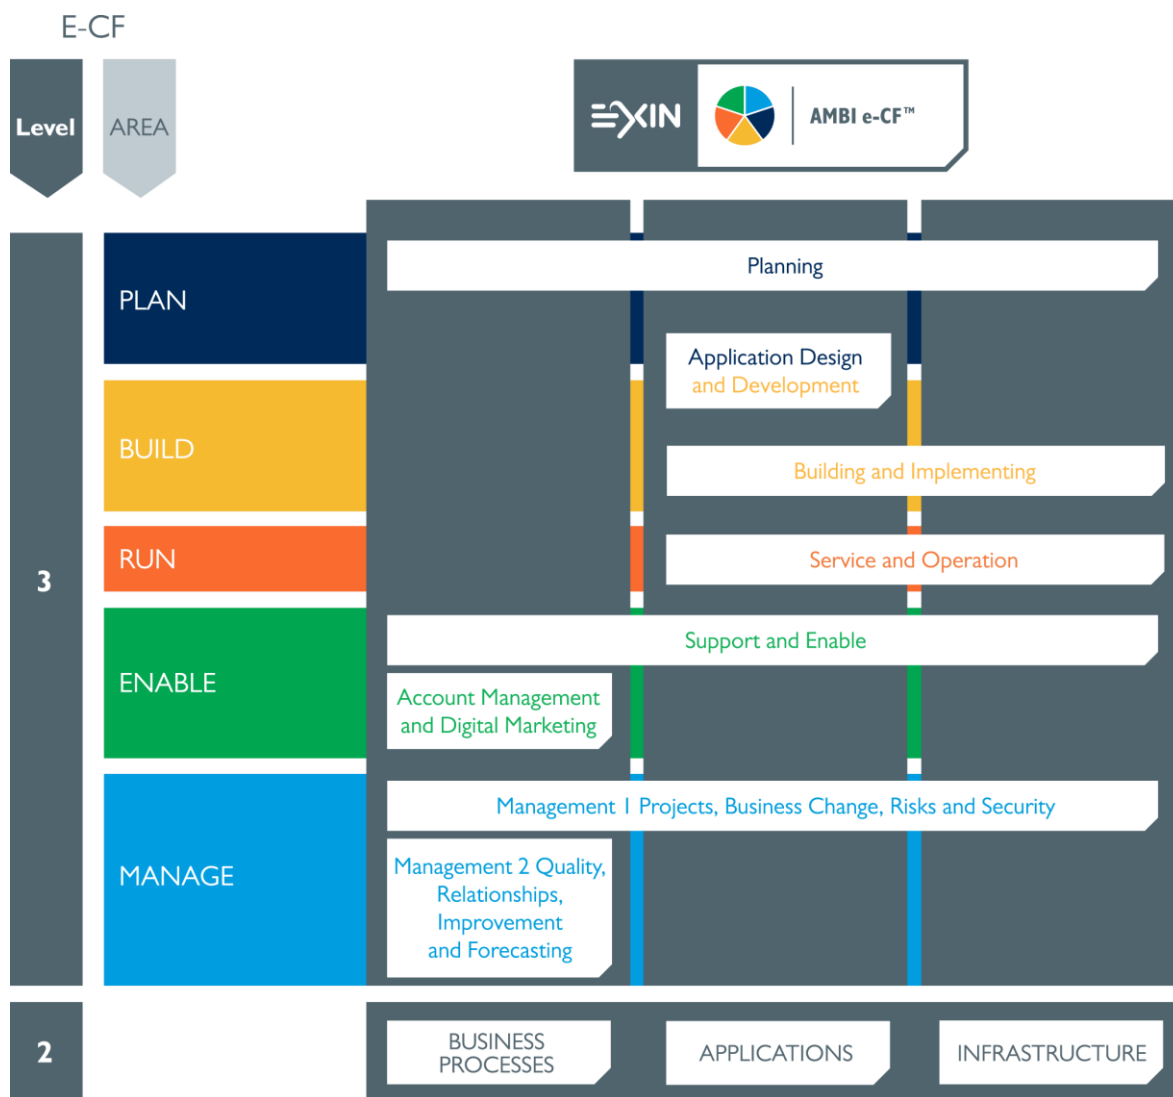 E-CF
Level
AREA
EXIN
AMBI e-CF™
3
PLAN
Planning
Application Design
and Development
BUILD
Building and Implementing
RUN
Service and Operation
ENABLE
Support and Enable
Account Management
and Digital Marketing
MANAGE
Management 1 Projects, Business Change, Risks and Security
Management 2 Quality,
Relationships,
Improvement
and Forecasting
2
BUSINESS
PROCESSES
APPLICATIONS
INFRASTRUCTURE